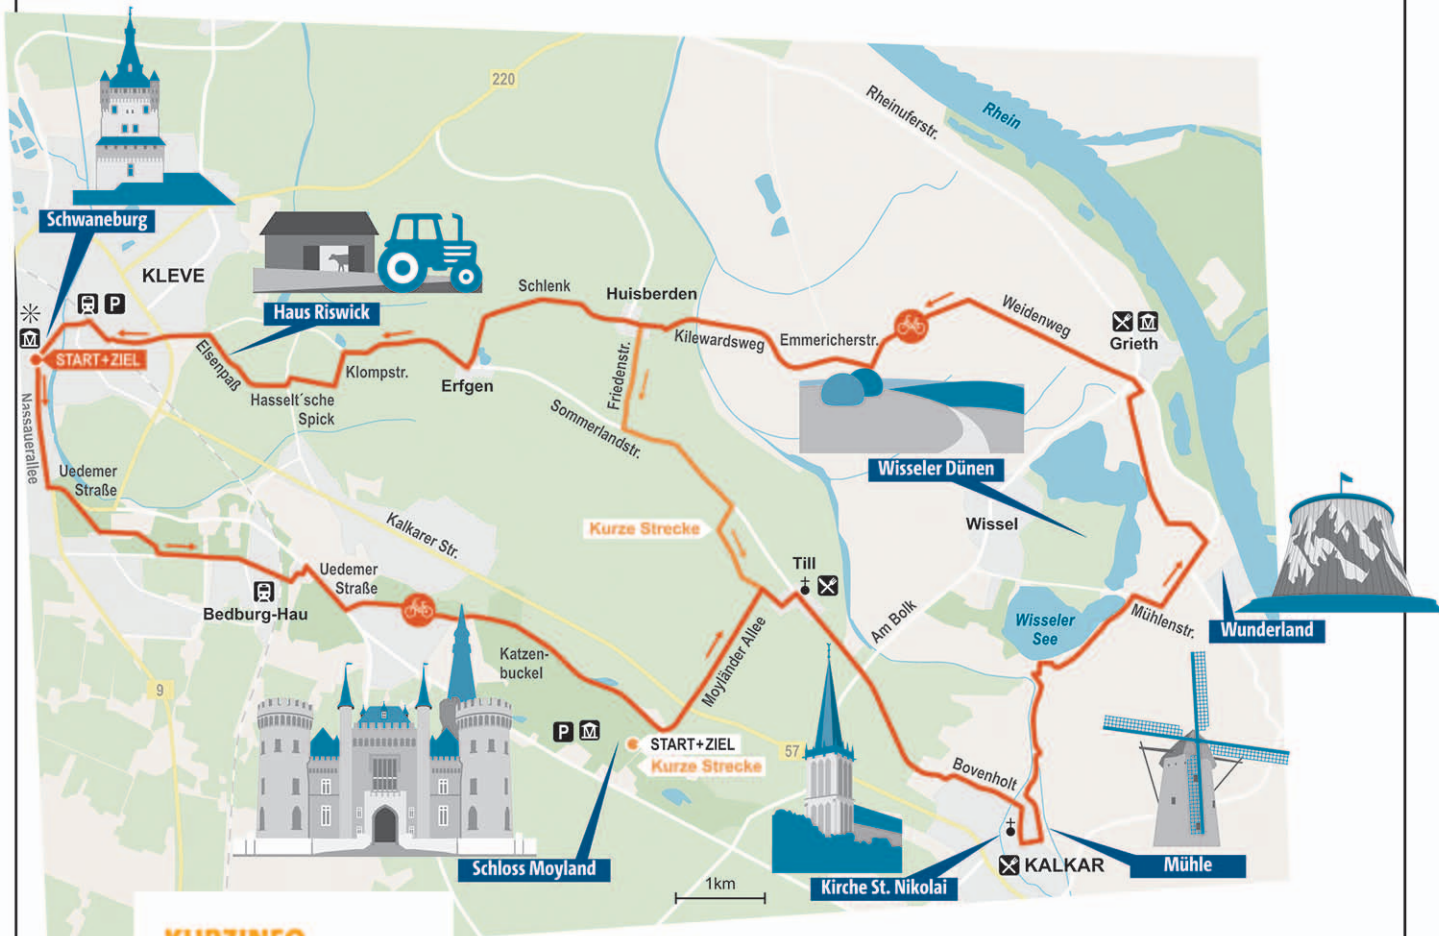 220
Rheinuferstr.
Rhein
Schwaneburg
KLEVE
P
Haus Riswick
Schlenk
Huisberden
Weidenweg
START+ZIEL
Elsenpaß
Klompstr.
Erfgen
Kilewardsweg
Emmericherstr.
Grieth
Nassauerallee
Hasselt´sche
Spick
Friedenstr.
Sommerlandstr.
Uedemer
Straße
Wisseler Dünen
Kalkarer Str.
Kurze Strecke
Wissel
Uedemer
Straße
Till
Bedburg-Hau
Am Bolk
Wisseler
See
Mühlenstr.
Wunderland
Katzen-
buckel
Moyländer Allee
9
P
START+ZIEL
Kurze Strecke
57
Bovenholt
Schloss Moyland
1km
Kirche St. Nikolai
KALKAR
Mühle
KURZINFO